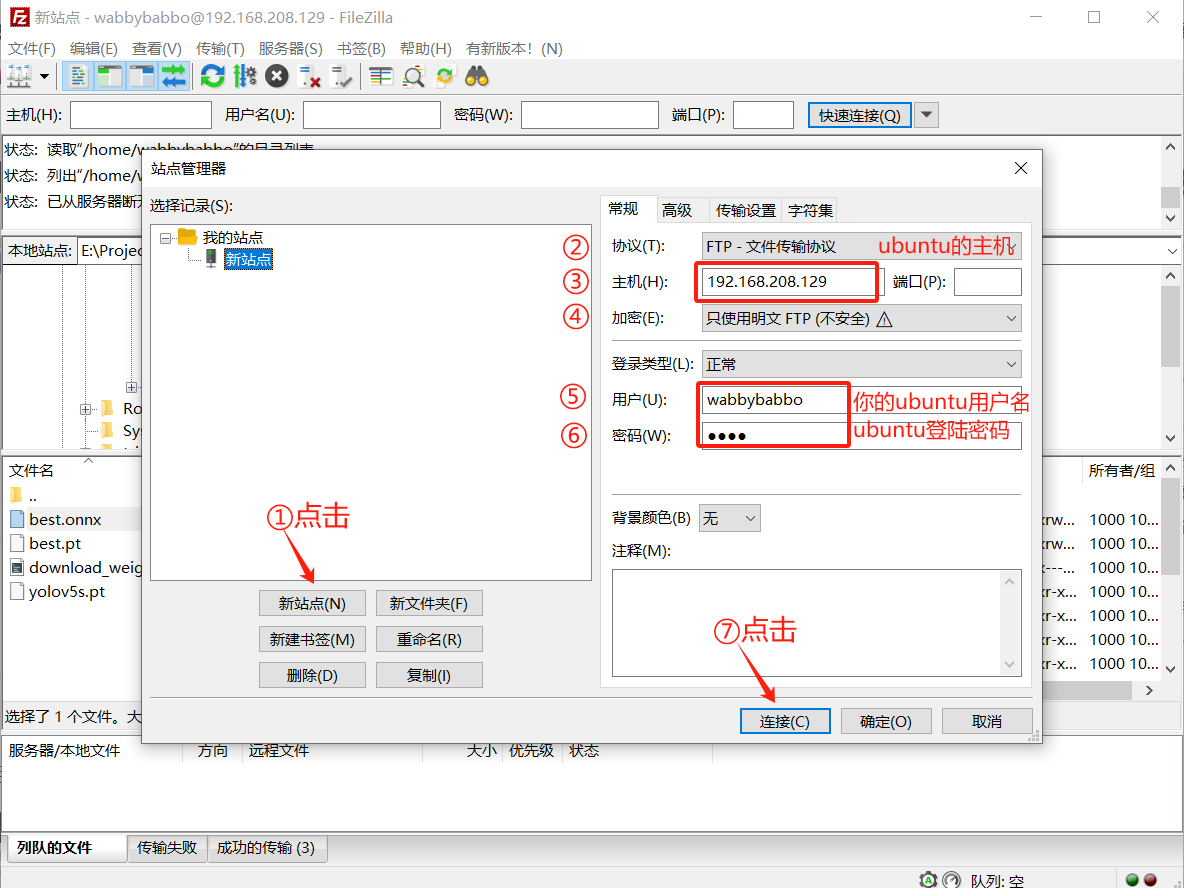 新站点 - wabbybabbo@192.168.208.129 - FileZilla
文件(F) 编辑(E) 查看(V) 传输(T) 服务器(S) 书签(B) 帮助(H) 有新版本! (N)
主机(H): 用户名(U): 密码(W): 端口(P): 快速连接(Q)
状态: 读取“/home/wabbybabbo”的目录列表...
状态: 列出“/home/w
状态: 已从服务器断开
本地站点: E:\Projec
Ro
Sys
文件名
..
best.onnx
best.pt
download_weig
yolov5s.pt
选择了 1 个文件。大
站点管理器
选择记录(S):
我的站点
新站点
①点击
新站点(N) 新文件夹(F)
新建书签(M) 重命名(R)
删除(D) 复制(I)
常规 高级 传输设置 字符集
② 协议(T): FTP - 文件传输协议 ubuntu的主机
③ 主机(H): 192.168.208.129 端口(P):
④ 加密(E): 只使用明文 FTP (不安全)
登录类型(L): 正常
⑤ 用户(U): wabbybabbo 你的ubuntu用户名
⑥ 密码(W): ●●●● ubuntu登陆密码
背景颜色(B) 无
注释(M):
⑦点击
连接(C) 确定(O) 取消
所有者/组
xrw... 1000 10...
xrw... 1000 10...
x---... 1000 10...
xr-x... 1000 10...
xr-x... 1000 10...
xr-x... 1000 10...
xr-x... 1000 10...
服务器/本地文件 方向 远程文件 大小 优先级 状态
列队的文件 传输失败 成功的传输 (3)
队列: 空